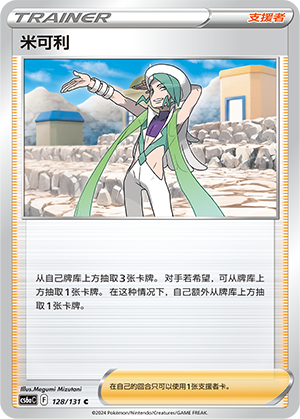 TRAINER 支援者
米可利
从自己牌库上方抽取3张卡牌。对手若希望,可从牌库上
方抽取1张卡牌。在这种情况下,自己额外从牌库上方抽
取1张卡牌。
Illus.Megumi Mizutani
CS6aC F 128/131 C
在自己的回合只可以使用1张支援者卡。
©2024 Pokémon/Nintendo/Creatures/GAME FREAK.